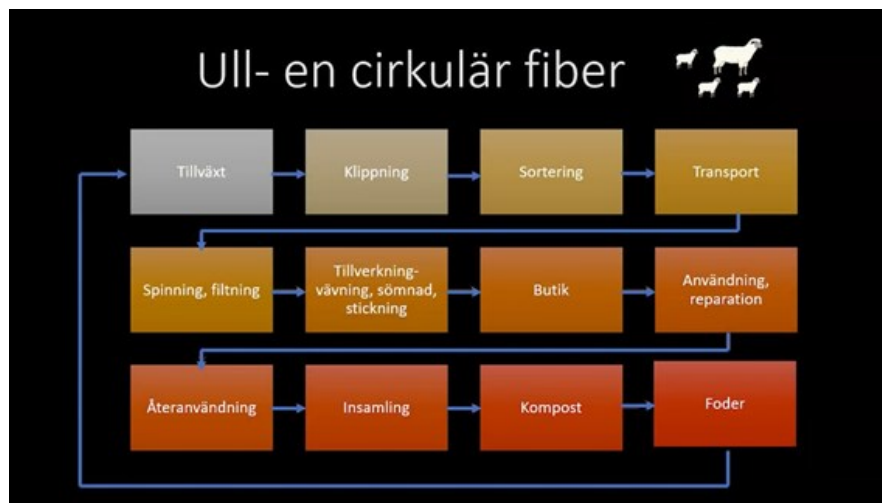 Ull- en cirkulär fiber
Tillväxt
Klippning
Sortering
Transport
Spinning, filtning
Tillverkning-
vävning, sömnad,
stickning
Butik
Användning,
reparation
Återanvändning
Insamling
Kompost
Foder